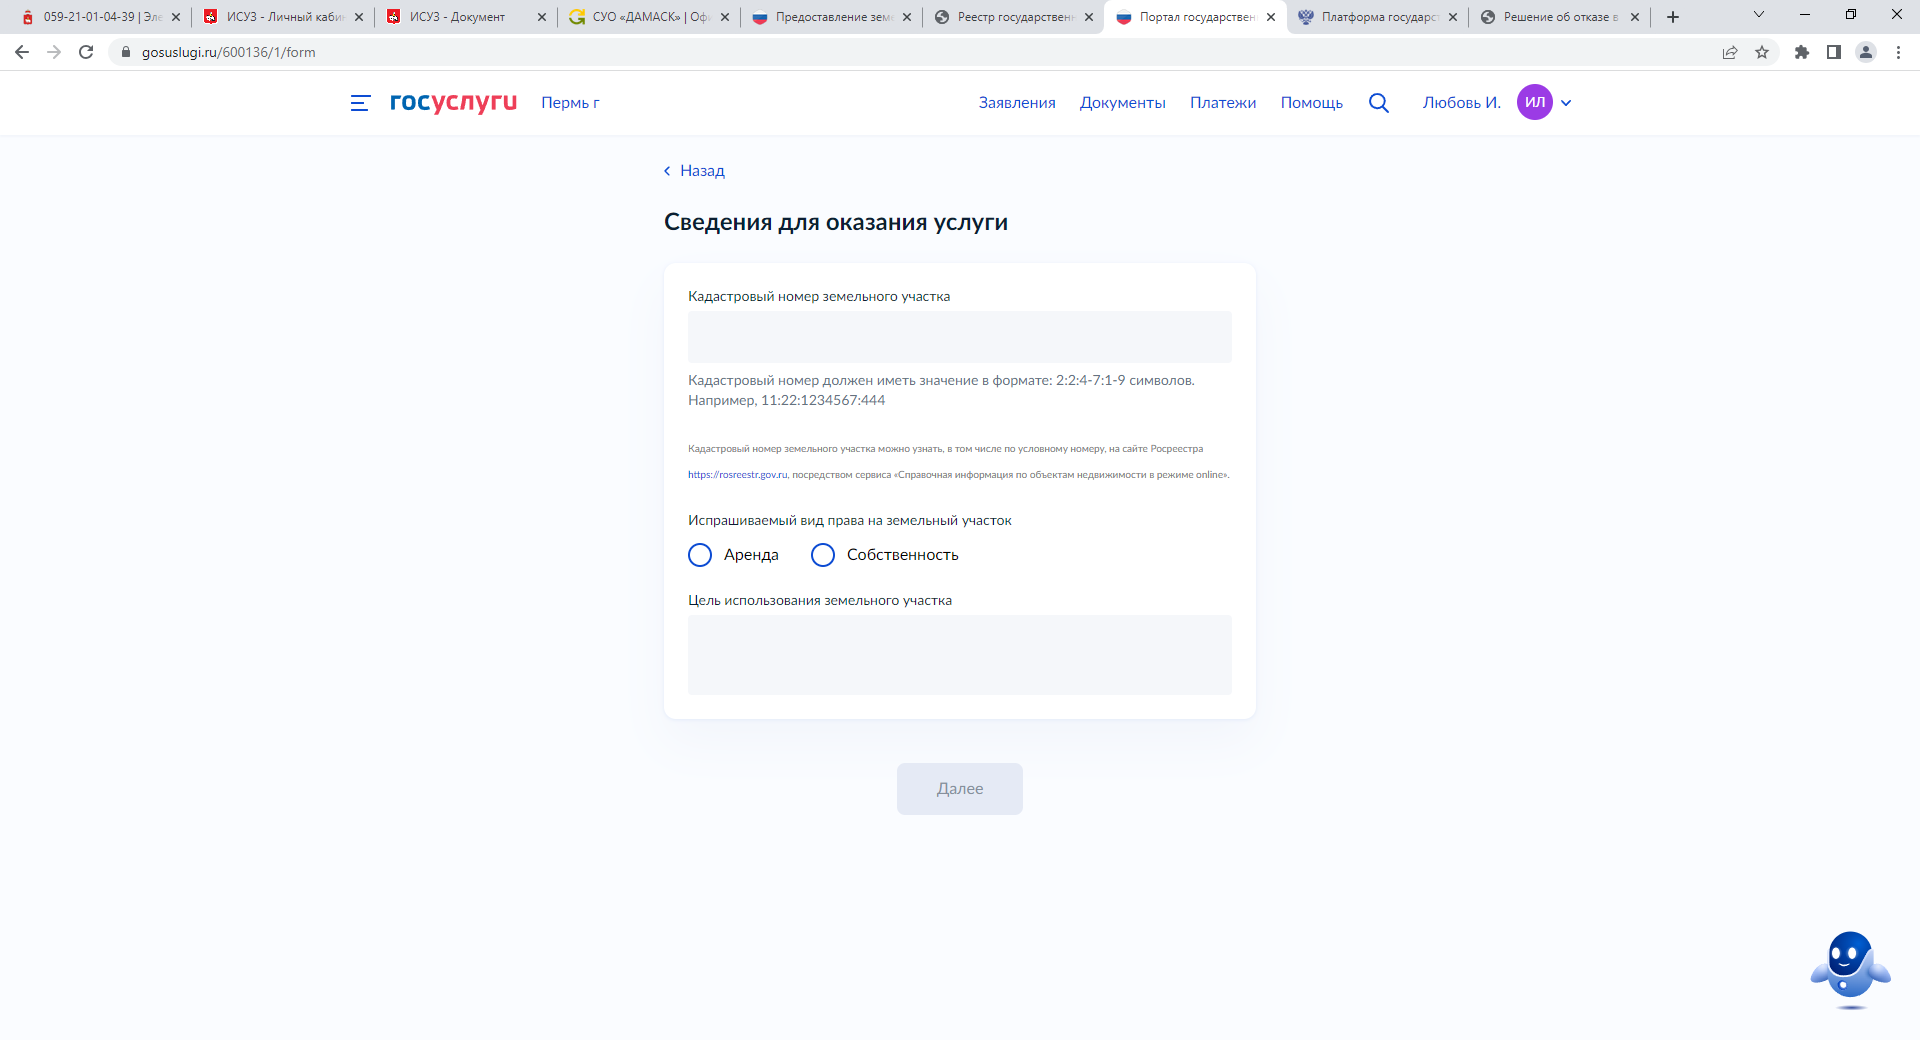 059-21-01-04-39 | Эле
ИСУЗ - Личный кабин
ИСУЗ - Документ
СУО «ДАМАСК» | Офи
Предоставление земе
Реестр государственн
Портал государствен
Платформа государст
Решение об отказе в
gosuslugi.ru/600136/1/form
госуслуги
Пермь г
Заявления
Документы
Платежи
Помощь
Любовь И.
ИЛ
Назад
Сведения для оказания услуги
Кадастровый номер земельного участка
Кадастровый номер должен иметь значение в формате: 2:2:4-7:1-9 символов.
Например, 11:22:1234567:444
Кадастровый номер земельного участка можно узнать, в том числе по условному номеру, на сайте Росреестра
https://rosreestr.gov.ru, посредством сервиса «Справочная информация по объектам недвижимости в режиме online».
Испрашиваемый вид права на земельный участок
Аренда
Собственность
Цель использования земельного участка
Далее